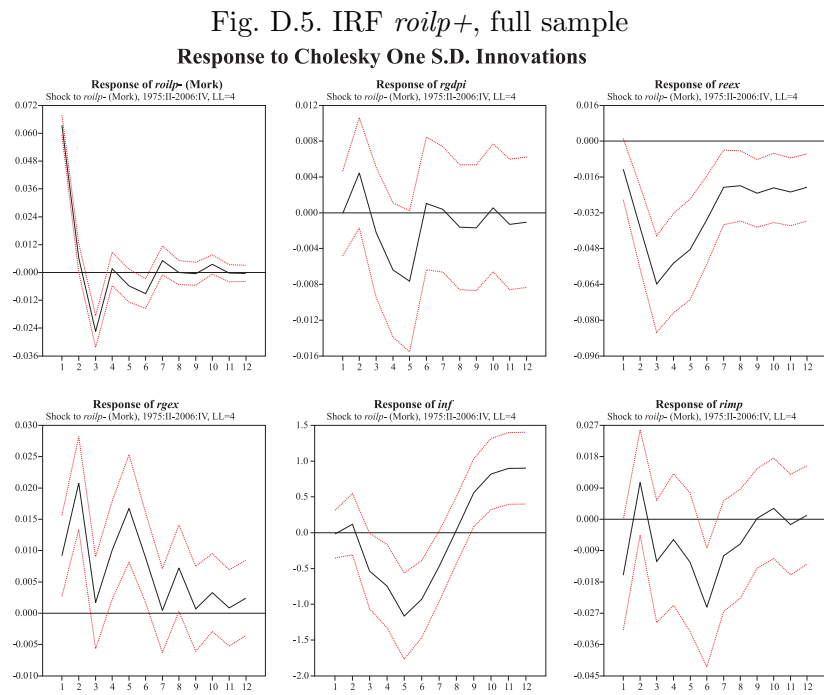 Fig. D.5. IRF roilp+, full sample
Response to Cholesky One S.D. Innovations
Response of roilp- (Mork)
Shock to roilp- (Mork), 1975:II-2006:IV, LL=4
0.072
0.060
0.048
0.036
0.024
0.012
-0.000
-0.012
-0.024
-0.036
1 2 3 4 5 6 7 8 9 10 11 12
Response of rgdpi
Shock to roilp- (Mork), 1975:II-2006:IV, LL=4
0.012
0.008
0.004
0.000
-0.004
-0.008
-0.012
-0.016
1 2 3 4 5 6 7 8 9 10 11 12
Response of reex
Shock to roilp- (Mork), 1975:II-2006:IV, LL=4
0.016
0.000
-0.016
-0.032
-0.048
-0.064
-0.080
-0.096
1 2 3 4 5 6 7 8 9 10 11 12
Response of rgex
Shock to roilp- (Mork), 1975:II-2006:IV, LL=4
0.030
0.025
0.020
0.015
0.010
0.005
0.000
-0.005
-0.010
1 2 3 4 5 6 7 8 9 10 11 12
Response of inf
Shock to roilp- (Mork), 1975:II-2006:IV, LL=4
1.5
1.0
0.5
0.0
-0.5
-1.0
-1.5
-2.0
1 2 3 4 5 6 7 8 9 10 11 12
Response of rimp
Shock to roilp- (Mork), 1975:II-2006:IV, LL=4
0.027
0.018
0.009
-0.000
-0.009
-0.018
-0.027
-0.036
-0.045
1 2 3 4 5 6 7 8 9 10 11 12